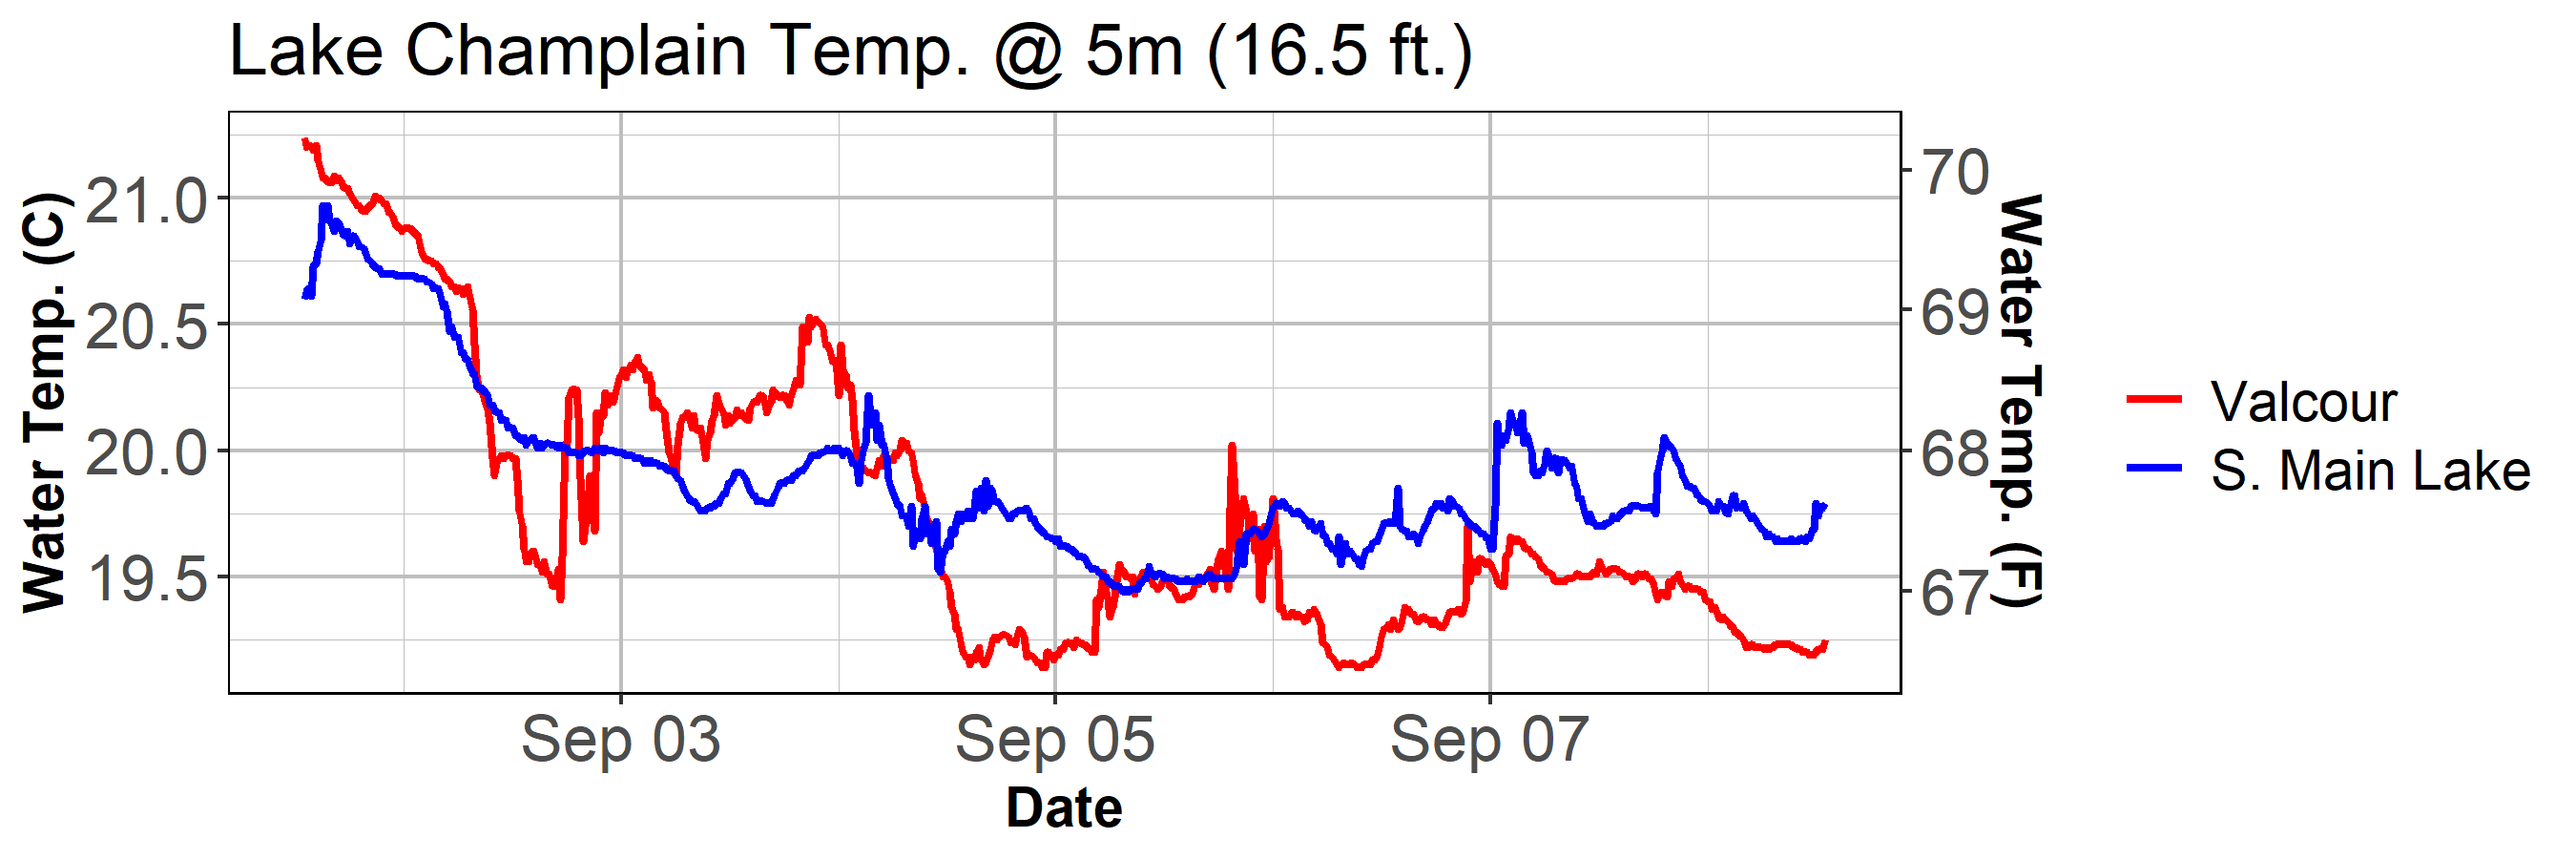 Lake Champlain Temp. @ 5m (16.5 ft.)
Water Temp. (C)
21.0
20.5
20.0
19.5
70
69
68
67
Water Temp. (F)
Valcour
S. Main Lake
Sep 03
Sep 05
Sep 07
Date